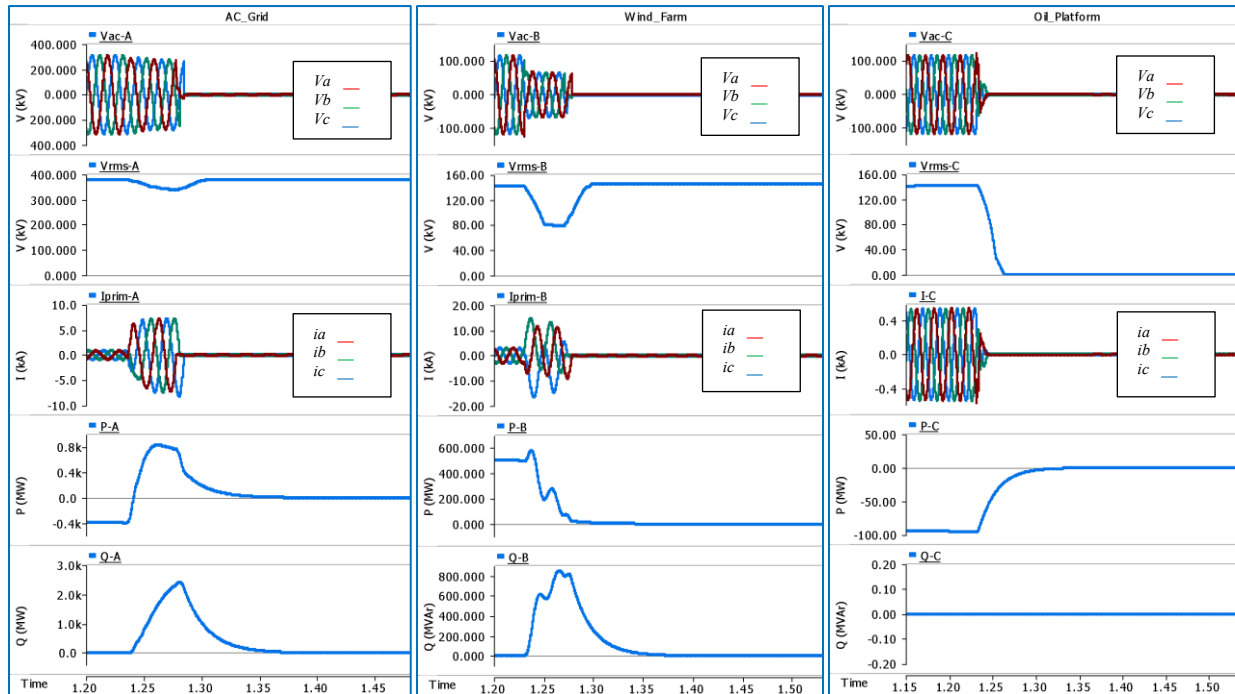 AC_Grid
Vac-A
400.000
200.000
0.000
200.000
400.000
V (kV)
Va
Vb
Vc
Vrms-A
400.000
300.000
200.000
100.000
0.000
V (kV)
Iprim-A
10.0
5.0
0.0
-5.0
-10.0
I (kA)
ia
ib
ic
P-A
0.8k
0.4k
0.0
-0.4k
P (MW)
Q-A
3.0k
2.0k
1.0k
0.0
Q (MW)
Time
1.20
1.25
1.30
1.35
1.40
1.45
Wind_Farm
Vac-B
100.000
0.000
100.000
V (kV)
Va
Vb
Vc
Vrms-B
160.00
120.00
80.00
40.00
0.00
V (kV)
Iprim-B
20.00
10.00
0.00
-10.00
-20.00
I (kA)
ia
ib
ic
P-B
600.000
400.000
200.000
0.000
P (MW)
Q-B
800.000
600.000
400.000
200.000
0.000
Q (MVAr)
Time
1.20
1.25
1.30
1.35
1.40
1.45
1.50
Oil_Platform
Vac-C
100.000
0.000
100.000
V (kV)
Va
Vb
Vc
Vrms-C
160.00
120.00
80.00
40.00
0.00
V (kV)
I-C
0.4
0.0
-0.4
I (kA)
ia
ib
ic
P-C
50.00
0.00
-50.00
-100.00
P (MW)
Q-C
0.20
0.10
0.00
-0.10
-0.20
Q (MVAr)
Time
1.15
1.20
1.25
1.30
1.35
1.40
1.45
1.50